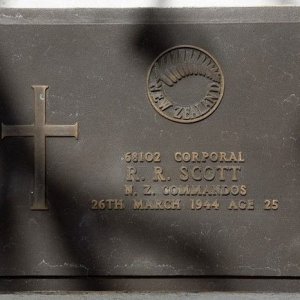 NEW ZEALAND
68102 CORPORAL
R. R. SCOTT
N. Z. COMMANDOS
26TH MARCH 1944 AGE 25